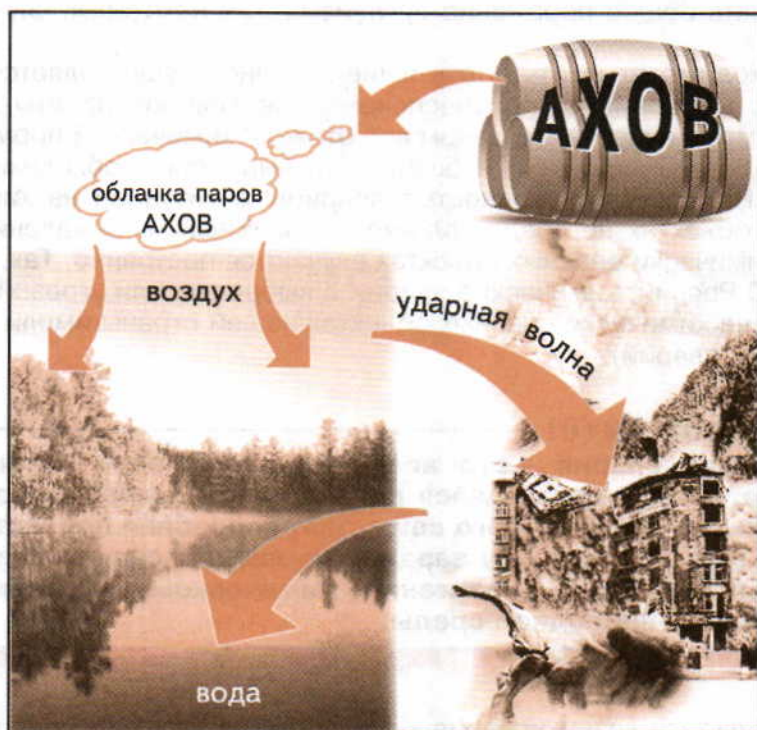 АХОВ
облачка паров
АХОВ
воздух
ударная волна
вода